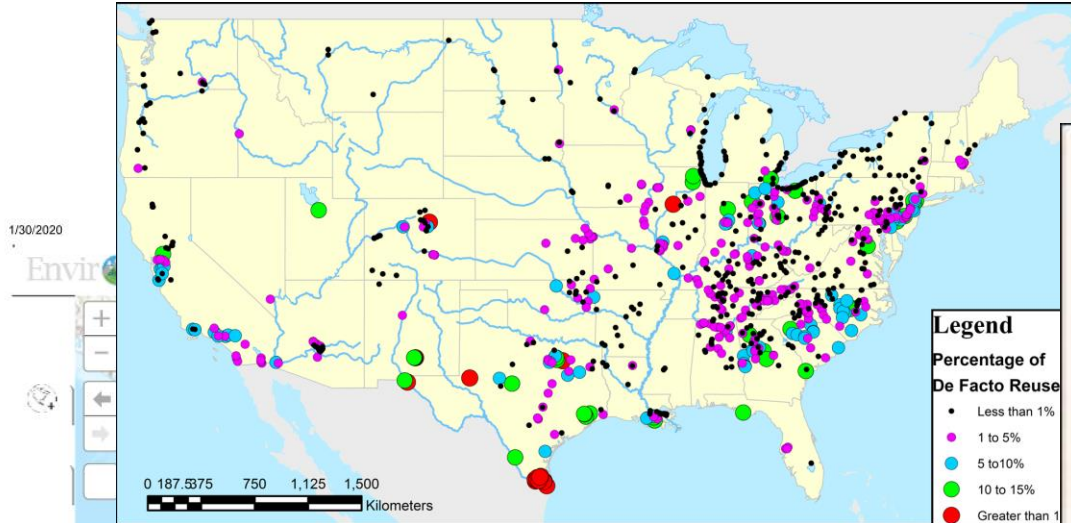 1/30/2020
Envir
0 187.5375 750 1,125 1,500
Kilometers
Legend
Percentage of
De Facto Reuse
Less than 1%
1 to 5%
5 to10%
10 to 15%
Greater than 1